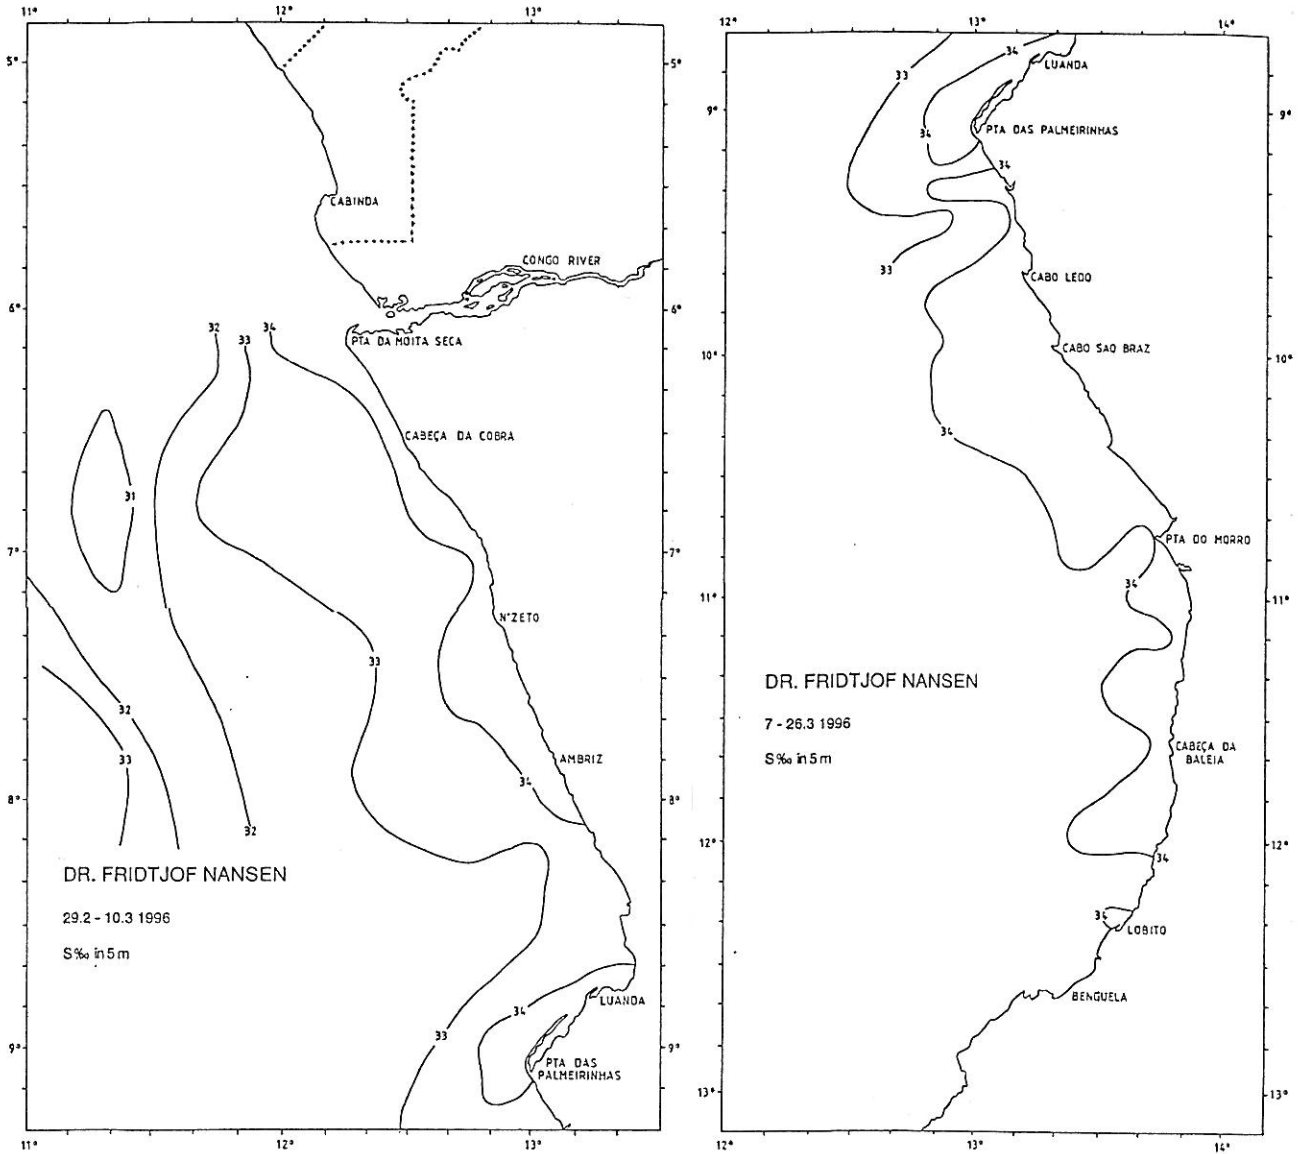 11°
12°
13°
5°
5°
CABINDA
CONGO RIVER
6°
6°
32
33
34
PTA DA MOITA SECA
CABEÇA DA COBRA
31
7°
7°
N'ZETO
33
32
33
AMBRIZ
34
8°
8°
32
DR. FRIDTJOF NANSEN
29.2 - 10.3 1996
S‰ in 5 m
LUANDA
34
33
9°
9°
PTA DAS
PALMEIRINHAS
11°
12°
13°
12°
13°
14°
34
33
LUANDA
9°
9°
34
PTA DAS PALMEIRINHAS
34
33
CABO LEDO
CABO SAO BRAZ
10°
10°
34
PTA DO MORRO
34
11°
11°
DR. FRIDTJOF NANSEN
7 - 26.3 1996
S‰ in 5 m
CABEÇA DA
BALEIA
12°
12°
34
34
LOBITO
BENGUELA
13°
13°
12°
13°
14°